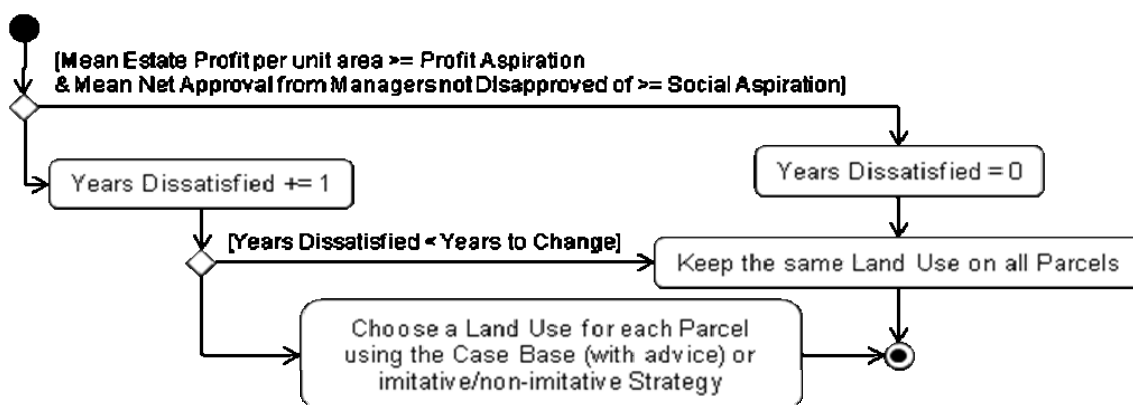 [Mean Estate Profit per unit area >= Profit Aspiration
& Mean Net Approval from Managers not Disapproved of >= Social Aspiration]
Years Dissatisfied += 1
Years Dissatisfied = 0
[Years Dissatisfied < Years to Change]
Keep the same Land Use on all Parcels
Choose a Land Use for each Parcel
using the Case Base (with advice) or
imitative/non-imitative Strategy